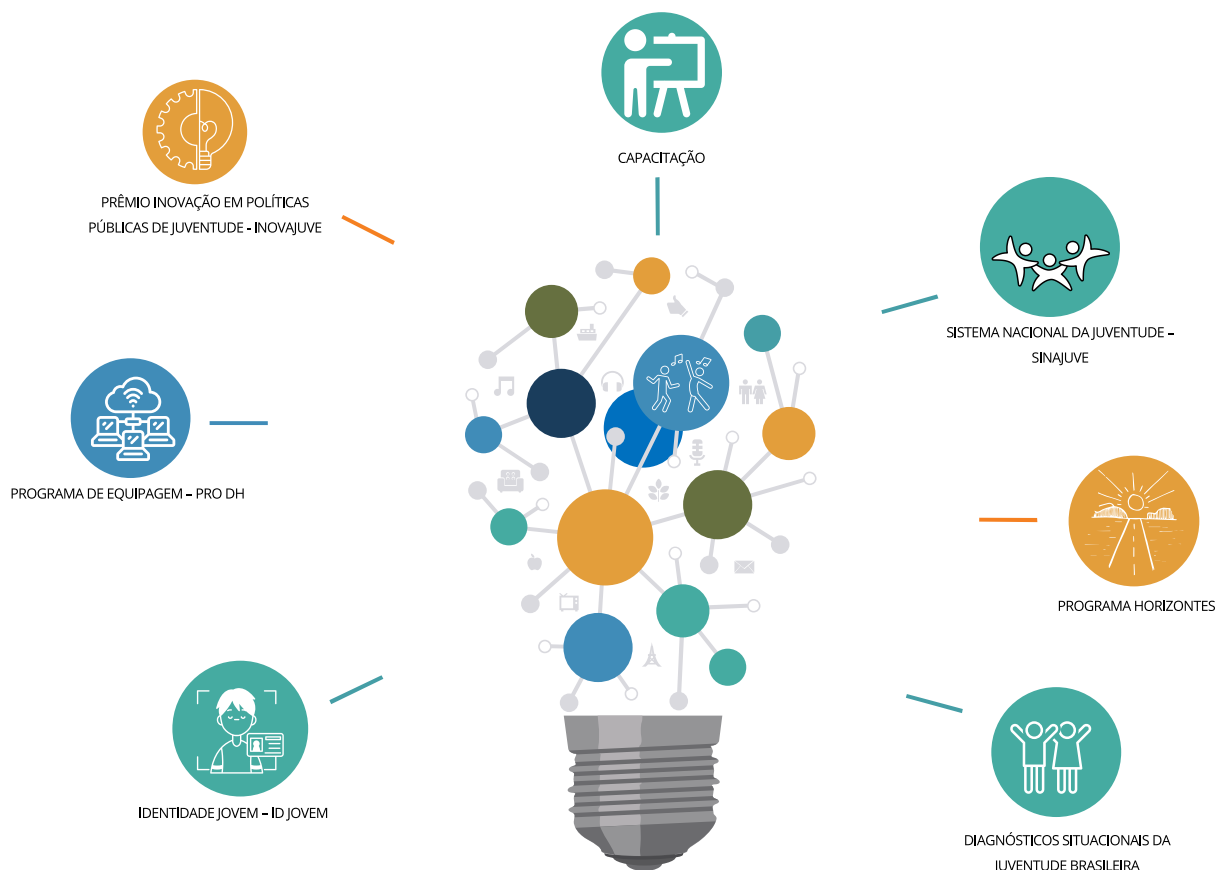 CAPACITAÇÃO
PRÊMIO INOVAÇÃO EM POLÍTICAS
PÚBLICAS DE JUVENTUDE - INOVAJUVE
SISTEMA NACIONAL DA JUVENTUDE –
SINAJUVE
PROGRAMA DE EQUIPAGEM – PRO DH
PROGRAMA HORIZONTES
IDENTIDADE JOVEM – ID JOVEM
DIAGNÓSTICOS SITUACIONAIS DA
JUVENTUDE BRASILEIRA